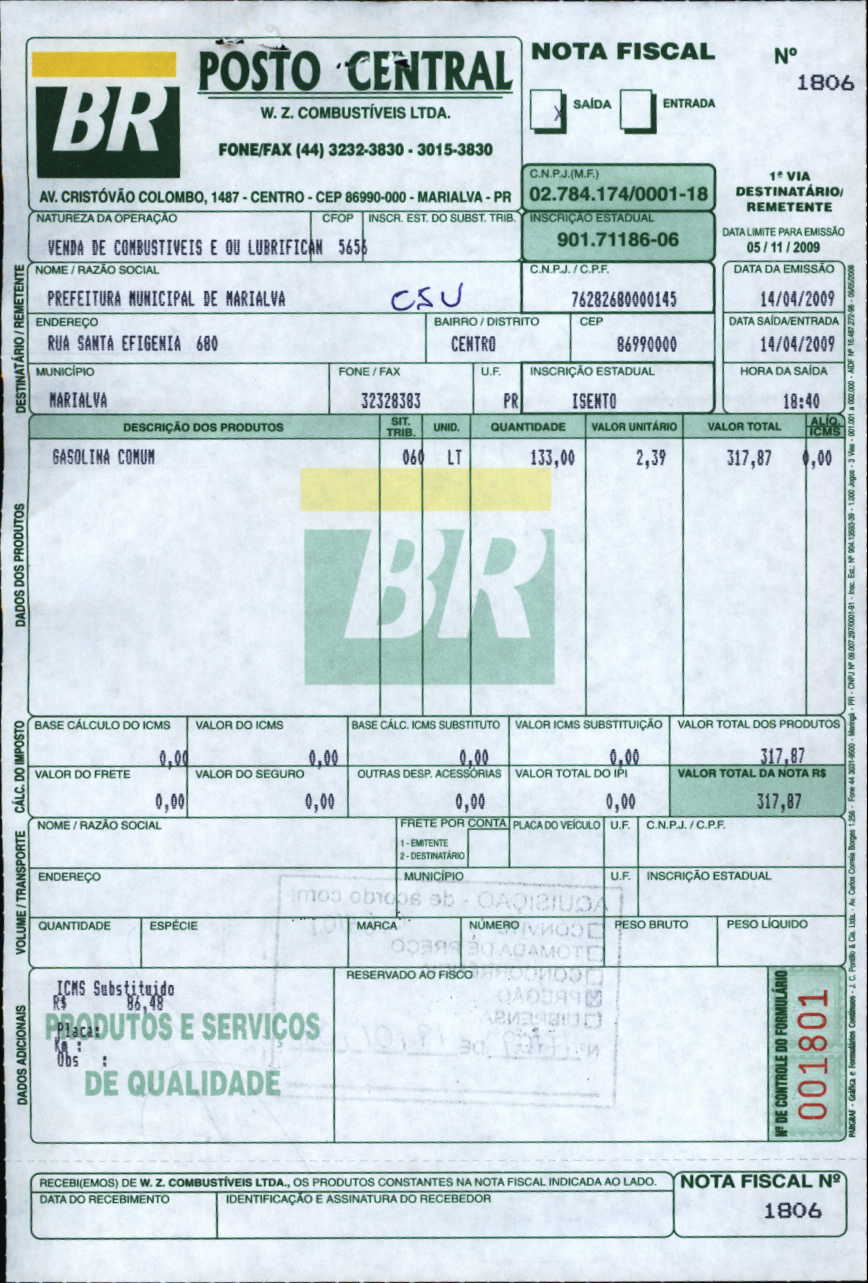 BR
POSTO CENTRAL
W. Z. COMBUSTÍVEIS LTDA.
FONE/FAX (44) 3232-3830 - 3015-3830
AV. CRISTÓVÃO COLOMBO, 1487 - CENTRO - CEP 86990-000 - MARIALVA - PR
NOTA FISCAL Nº
1806
X SAÍDA ENTRADA
C.N.P.J.(M.F.)
02.784.174/0001-18
1ª VIA
DESTINATÁRIO/
REMETENTE
NATUREZA DA OPERAÇÃO CFOP INSCR. EST. DO SUBST. TRIB. INSCRIÇÃO ESTADUAL
VENDA DE COMBUSTIVEIS E OU LUBRIFICAN 5656 901.71186-06
DATA LIMITE PARA EMISSÃO
05/11/2009
DESTINATÁRIO / REMETENTE
NOME / RAZÃO SOCIAL C.N.P.J. / C.P.F. DATA DA EMISSÃO
PREFEITURA MUNICIPAL DE MARIALVA CSU 76282680000145 14/04/2009
ENDEREÇO BAIRRO / DISTRITO CEP DATA SAÍDA/ENTRADA
RUA SANTA EFIGENIA 680 CENTRO 86990000 14/04/2009
MUNICÍPIO FONE / FAX U.F. INSCRIÇÃO ESTADUAL HORA DA SAÍDA
MARIALVA 32328383 PR ISENTO 18:40
DADOS DOS PRODUTOS
DESCRIÇÃO DOS PRODUTOS SIT. TRIB. UNID. QUANTIDADE VALOR UNITÁRIO VALOR TOTAL ALÍQ. ICMS
GASOLINA COMUM 060 LT 133,00 2,39 317,87 0,00
BR
CÁLC. DO IMPOSTO
BASE CÁLCULO DO ICMS VALOR DO ICMS BASE CÁLC. ICMS SUBSTITUTO VALOR ICMS SUBSTITUIÇÃO VALOR TOTAL DOS PRODUTOS
0,00 0,00 0,00 0,00 317,87
VALOR DO FRETE VALOR DO SEGURO OUTRAS DESP. ACESSÓRIAS VALOR TOTAL DO IPI VALOR TOTAL DA NOTA R$
0,00 0,00 0,00 0,00 317,87
VOLUME / TRANSPORTE
NOME / RAZÃO SOCIAL FRETE POR CONTA PLACA DO VEÍCULO U.F. C.N.P.J. / C.P.F.
1 - EMITENTE
2 - DESTINATÁRIO
ENDEREÇO MUNICÍPIO U.F. INSCRIÇÃO ESTADUAL
QUANTIDADE ESPÉCIE MARCA NÚMERO PESO BRUTO PESO LÍQUIDO
DADOS ADICIONAIS
RESERVADO AO FISCO
ICMS Substituido
R$ 86,48
Placa:
Km :
Obs :
PRODUTOS E SERVIÇOS
DE QUALIDADE
Nº DE CONTROLE DO FORMULÁRIO
001801
RECEBI(EMOS) DE W. Z. COMBUSTÍVEIS LTDA., OS PRODUTOS CONSTANTES NA NOTA FISCAL INDICADA AO LADO.
DATA DO RECEBIMENTO IDENTIFICAÇÃO E ASSINATURA DO RECEBEDOR
NOTA FISCAL Nº
1806